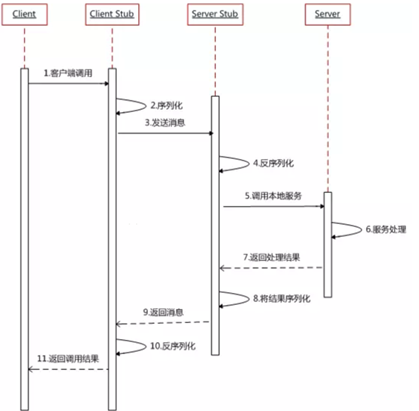 Client
Client Stub
Server Stub
Server
1.客户端调用
2.序列化
3.发送消息
4.反序列化
5.调用本地服务
6.服务处理
7.返回处理结果
8.将结果序列化
9.返回消息
10.反序列化
11.返回调用结果